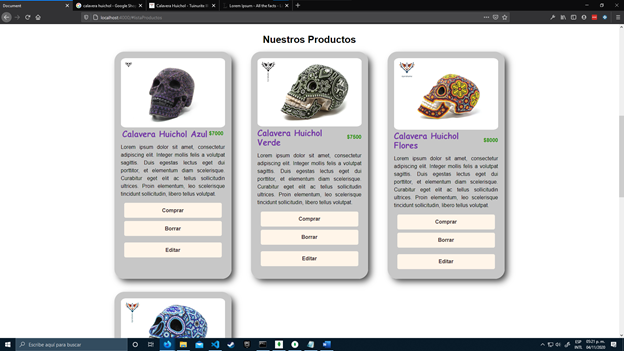 Document
calavera huichol - Google Sho
Calavera Huichol - Tumurito H
Lorem Ipsum - All the facts - L
Nuestros Productos
Calavera Huichol Azul $7000
Lorem ipsum dolor sit amet, consectetur
adipiscing elit. Integer mollis felis a volutpat
sagittis. Duis egestas lectus eget dui
porttitor, et elementum diam scelerisque.
Curabitur eget elit ac tellus sollicitudin
ultrices. Proin elementum, leo scelerisque
tincidunt sollicitudin, libero tellus volutpat.
Comprar
Borrar
Editar
Calavera Huichol
Verde
$7500
Lorem ipsum dolor sit amet, consectetur
adipiscing elit. Integer mollis felis a volutpat
sagittis. Duis egestas lectus eget dui
porttitor, et elementum diam scelerisque.
Curabitur eget elit ac tellus sollicitudin
ultrices. Proin elementum, leo scelerisque
tincidunt sollicitudin, libero tellus volutpat.
Comprar
Borrar
Editar
Calavera Huichol
Flores
$8000
Lorem ipsum dolor sit amet, consectetur
adipiscing elit. Integer mollis felis a volutpat
sagittis. Duis egestas lectus eget dui
porttitor, et elementum diam scelerisque.
Curabitur eget elit ac tellus sollicitudin
ultrices. Proin elementum, leo scelerisque
tincidunt sollicitudin, libero tellus volutpat.
Comprar
Borrar
Editar
Escribe aquí para buscar
ESP
INTL
05:21 p. m.
04/11/2020